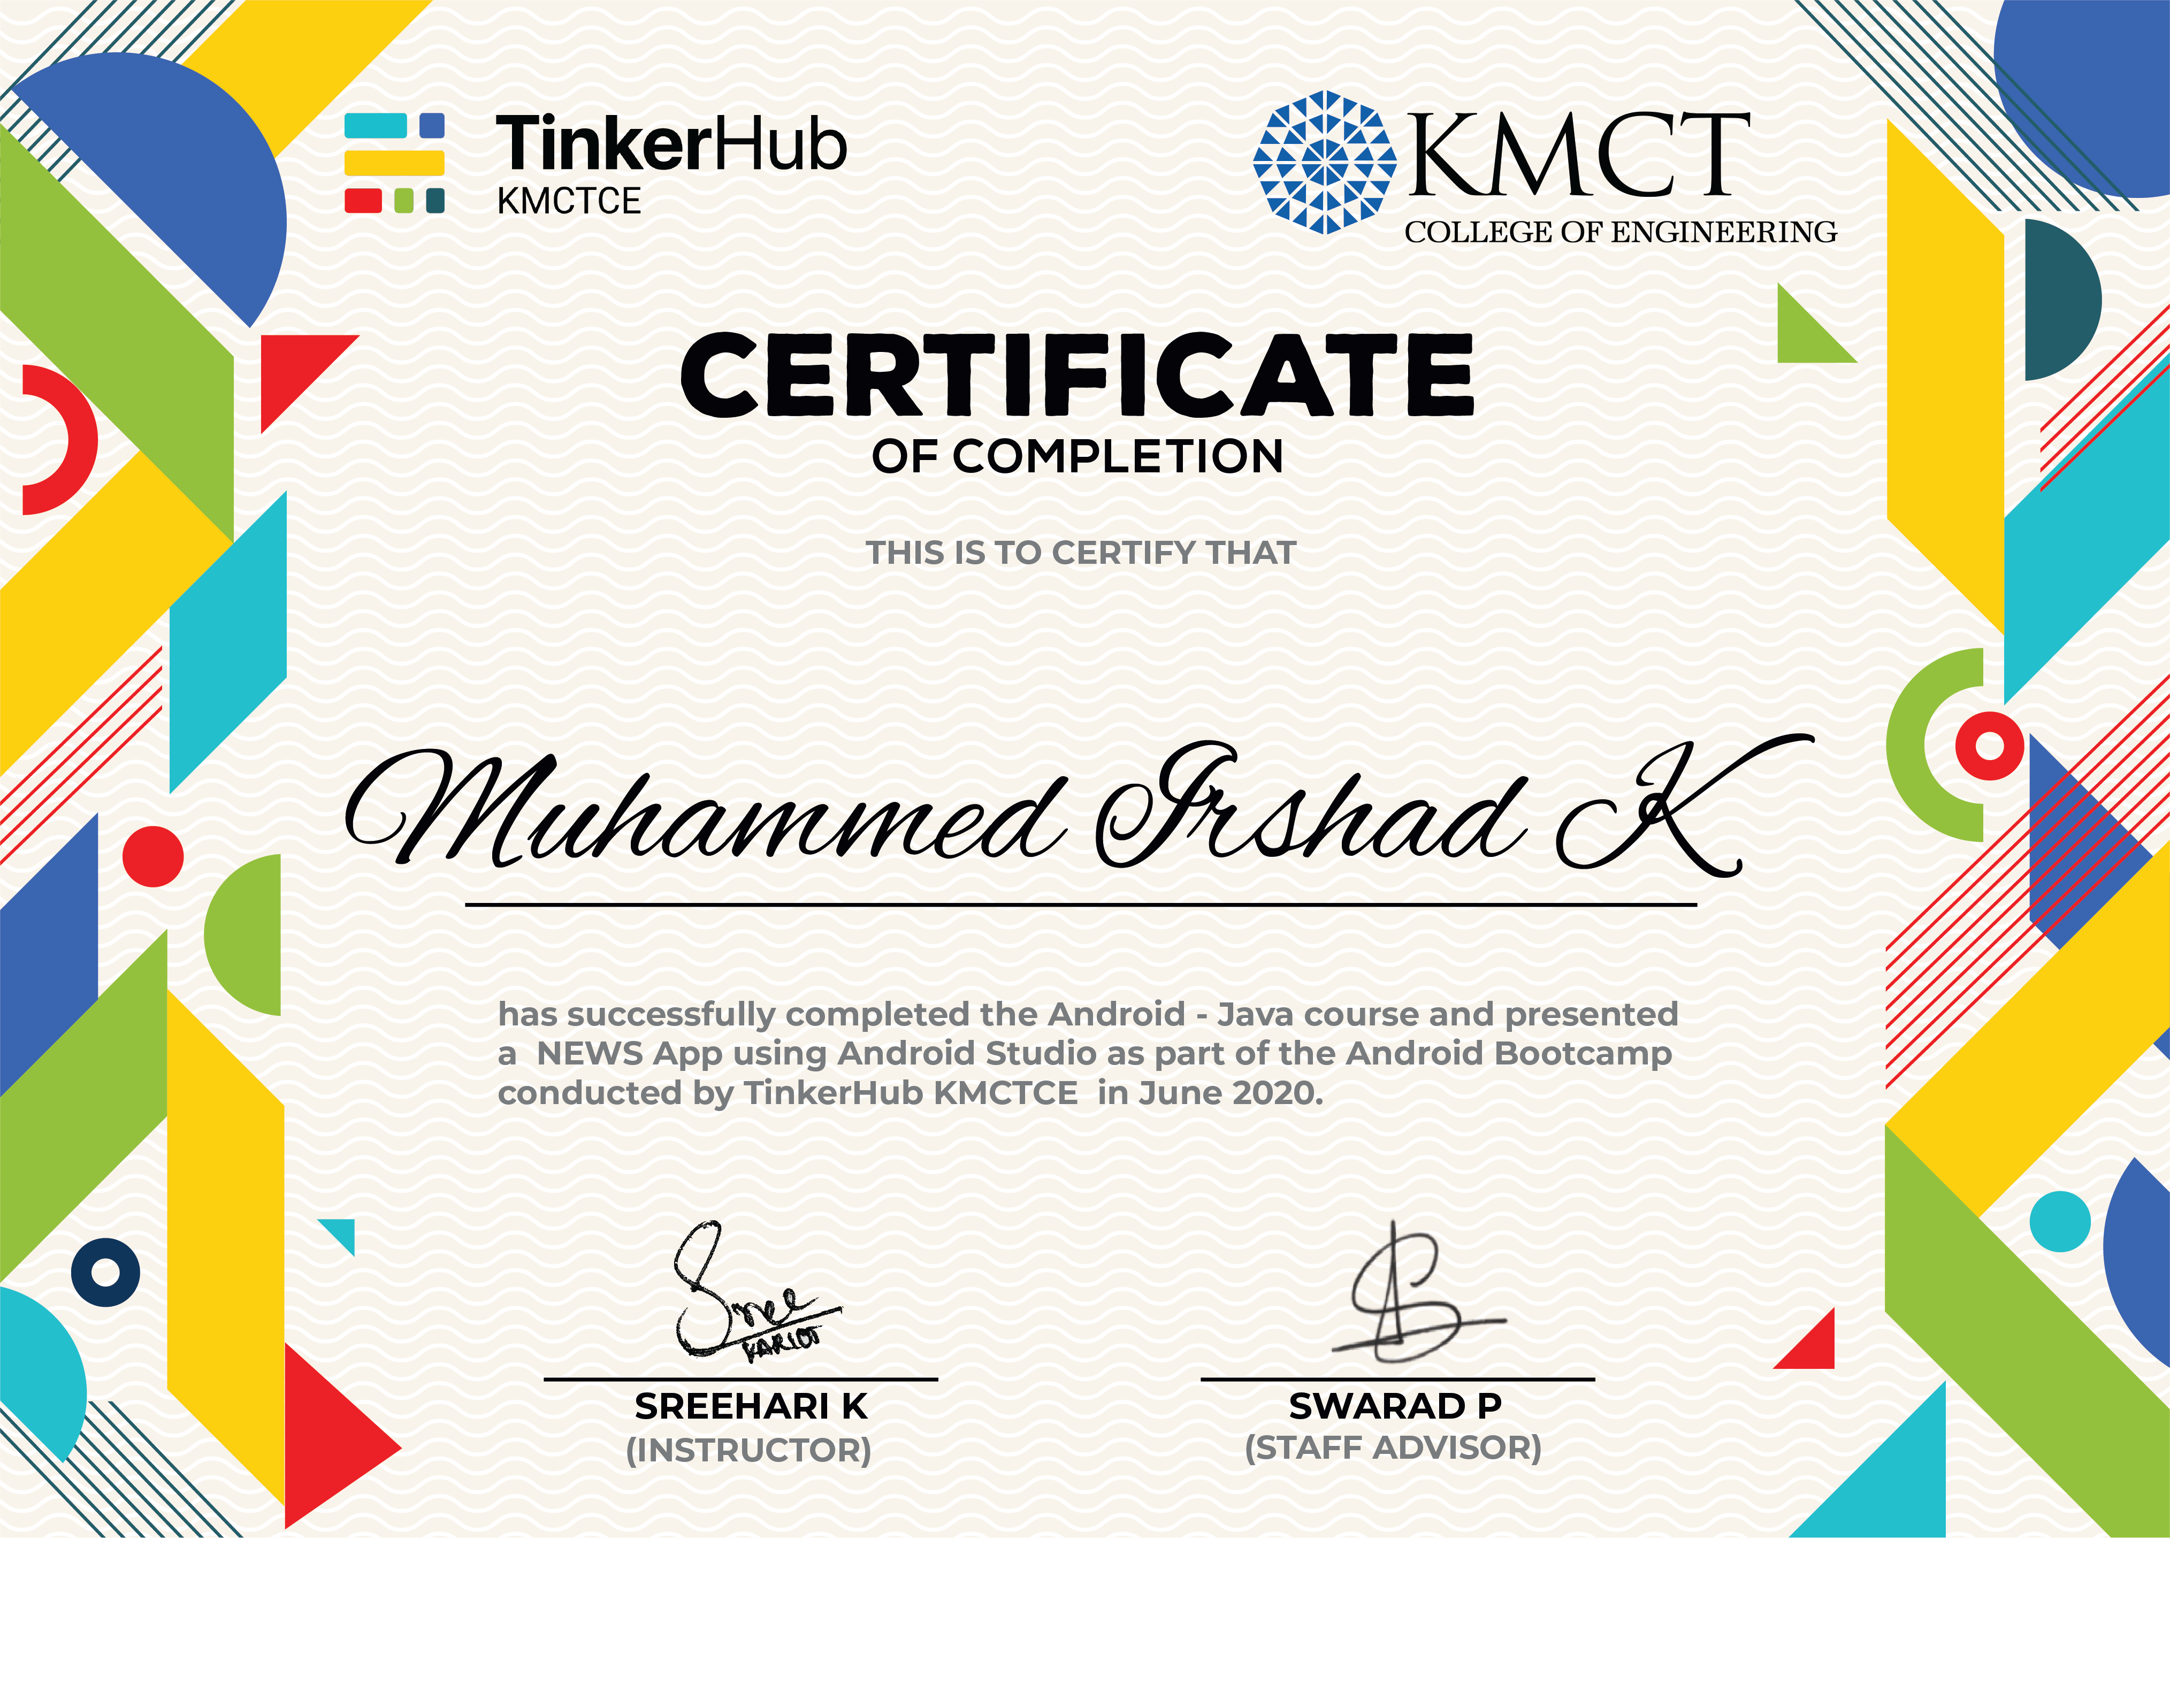 TinkerHub
KMCTCE
KMCT
COLLEGE OF ENGINEERING
CERTIFICATE
OF COMPLETION
THIS IS TO CERTIFY THAT
Muhammed Irshad K
has successfully completed the Android - Java course and presented
a  NEWS App using Android Studio as part of the Android Bootcamp
conducted by TinkerHub KMCTCE  in June 2020.
Sree
KARIOT
SREEHARI K
(INSTRUCTOR)
SWARAD P
(STAFF ADVISOR)